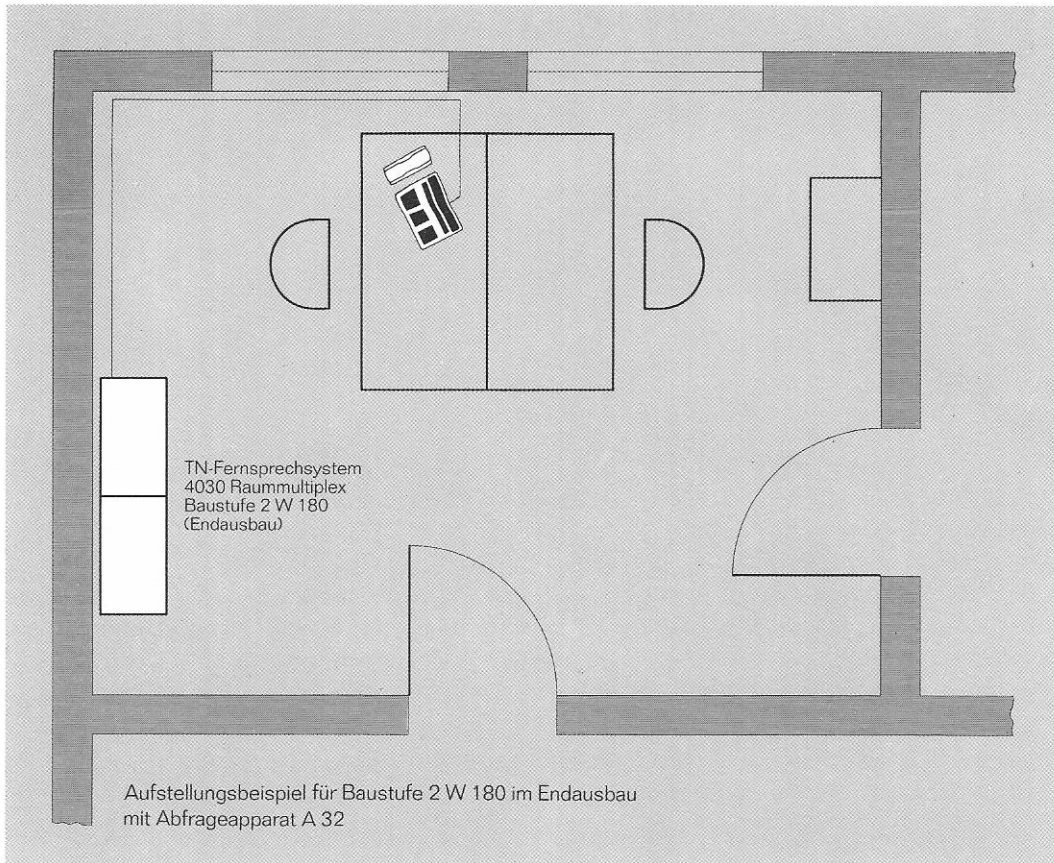 TN-Fernsprechsystem
4030 Raummultiplex
Baustufe 2 W 180
(Endausbau)
Aufstellungsbeispiel für Baustufe 2 W 180 im Endausbau
mit Abfrageapparat A 32